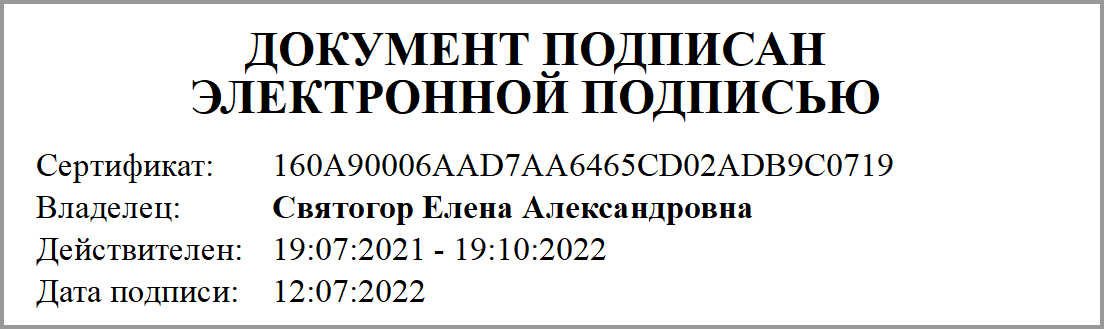 ДОКУМЕНТ ПОДПИСАН
ЭЛЕКТРОННОЙ ПОДПИСЬЮ
Сертификат: 160A90006AAD7AA6465CD02ADB9C0719
Владелец: Святогор Елена Александровна
Действителен: 19:07:2021 - 19:10:2022
Дата подписи: 12:07:2022